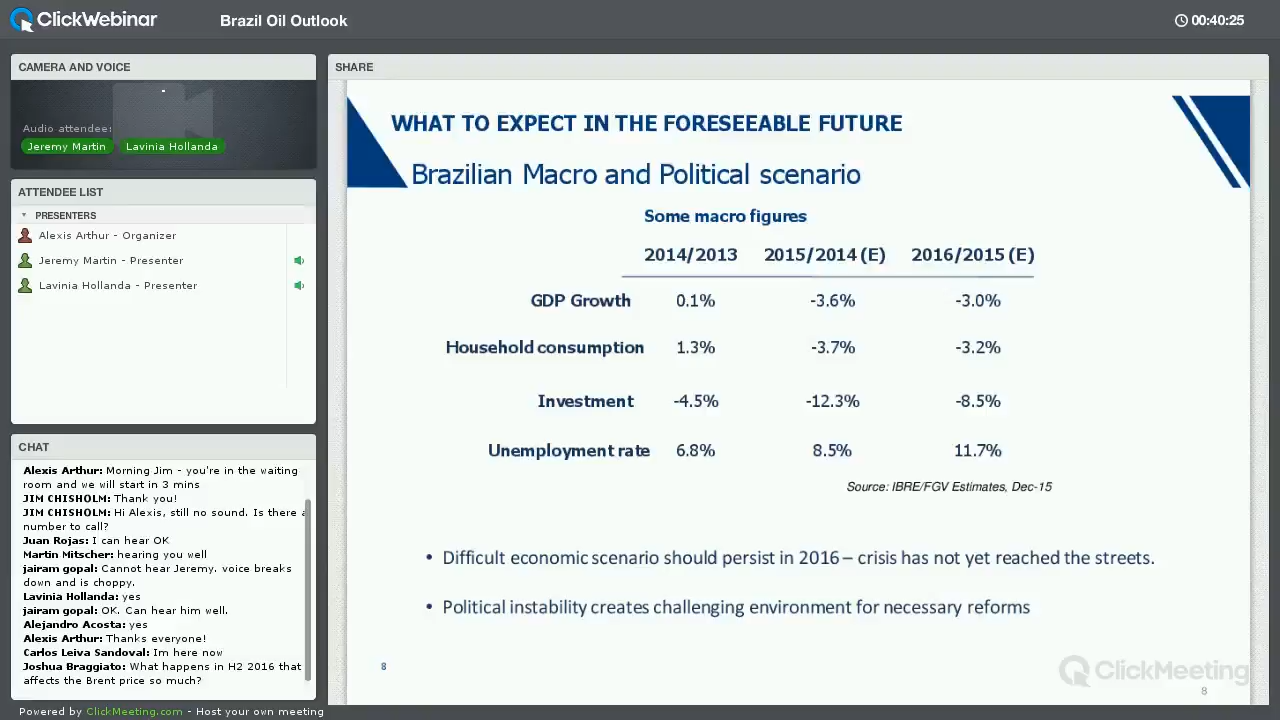 ClickWebinar
Brazil Oil Outlook
00:40:25
CAMERA AND VOICE
Audio attendees
Jeremy Martin
Lavinia Hollanda
ATTENDEE LIST
PRESENTERS
Alexis Arthur - Organizer
Jeremy Martin - Presenter
Lavinia Hollanda - Presenter
CHAT
Alexis Arthur: Morning Jim - you're in the waiting
room and we will start in 3 mins
JIM CHISHOLM: Thank you!
JIM CHISHOLM: Hi Alexis, still no sound. Is there a
number to call?
Juan Rojas: I can hear OK
Martin Mitscher: hearing you well
jairam gopal: Cannot hear Jeremy. voice breaks
down and is choppy.
Lavinia Hollanda: yes
jairam gopal: OK. Can hear him well.
Alejandro Acosta: yes
Alexis Arthur: Thanks everyone!
Carlos Leiva Sandoval: Im here now
Joshua Braggiato: What happens in H2 2016 that
affects the Brent price so much?
Powered by ClickMeeting.com - Host your own meeting
SHARE
WHAT TO EXPECT IN THE FORESEEABLE FUTURE
Brazilian Macro and Political scenario
Some macro figures
2014/2013 2015/2014 (E) 2016/2015 (E)
GDP Growth 0.1% -3.6% -3.0%
Household consumption 1.3% -3.7% -3.2%
Investment -4.5% -12.3% -8.5%
Unemployment rate 6.8% 8.5% 11.7%
Source: IBRE/FGV Estimates, Dec-15
• Difficult economic scenario should persist in 2016 – crisis has not yet reached the streets.
• Political instability creates challenging environment for necessary reforms
8
ClickMeeting
8